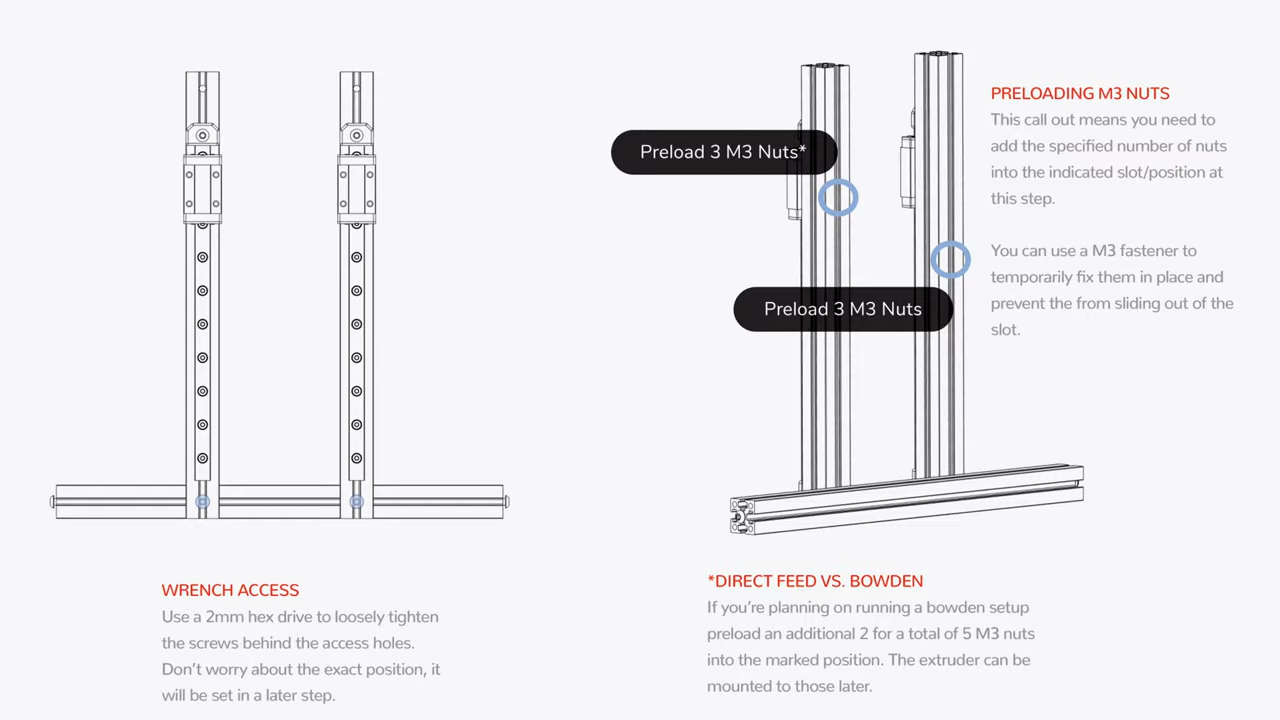 Preload 3 M3 Nuts*
Preload 3 M3 Nuts
PRELOADING M3 NUTS
This call out means you need to
add the specified number of nuts
into the indicated slot/position at
this step.
You can use a M3 fastener to
temporarily fix them in place and
prevent the from sliding out of the
slot.
WRENCH ACCESS
Use a 2mm hex drive to loosely tighten
the screws behind the access holes.
Don't worry about the exact position, it
will be set in a later step.
*DIRECT FEED VS. BOWDEN
If you're planning on running a bowden setup
preload an additional 2 for a total of 5 M3 nuts
into the marked position. The extruder can be
mounted to those later.